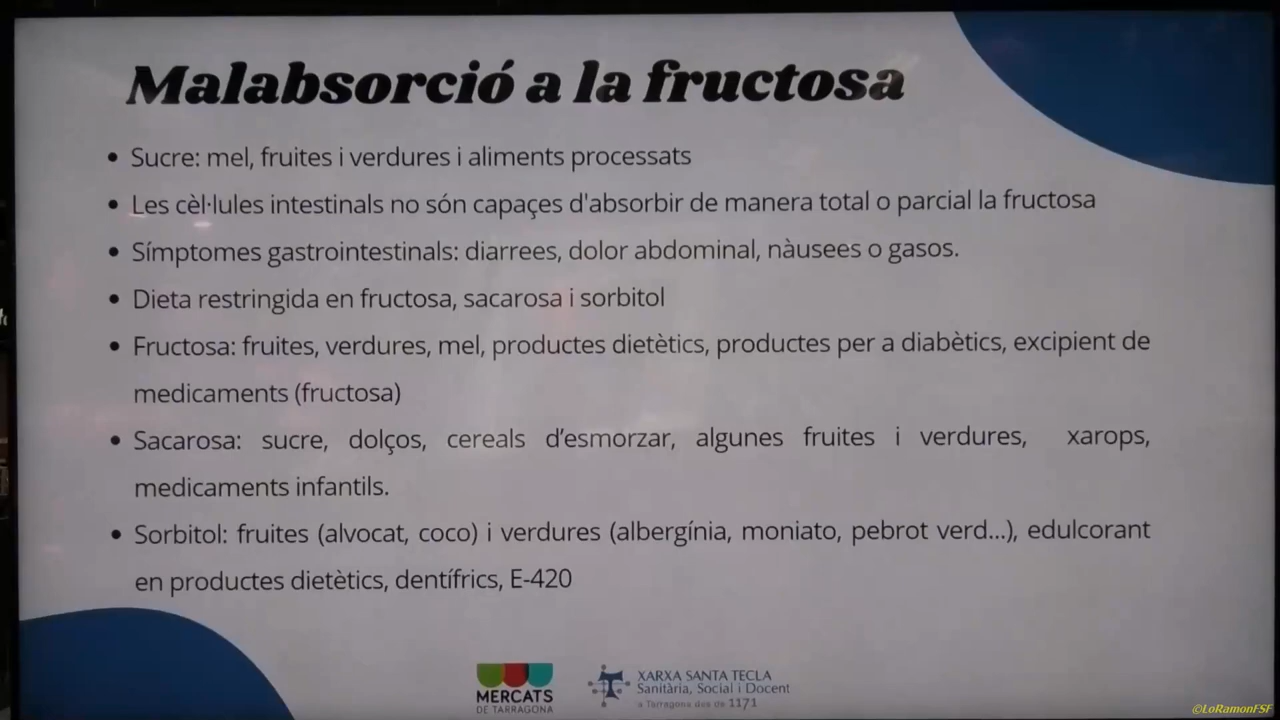 Malabsorció a la fructosa
• Sucre: mel, fruites i verdures i aliments processats
• Les cèl·lules intestinals no són capaçes d'absorbir de manera total o parcial la fructosa
• Símptomes gastrointestinals: diarrees, dolor abdominal, nàusees o gasos.
• Dieta restringida en fructosa, sacarosa i sorbitol
• Fructosa: fruites, verdures, mel, productes dietètics, productes per a diabètics, excipient de
medicaments (fructosa)
• Sacarosa: sucre, dolços, cereals d’esmorzar, algunes fruites i verdures, xarops,
medicaments infantils.
• Sorbitol: fruites (alvocat, coco) i verdures (albergínia, moniato, pebrot verd...), edulcorant
en productes dietètics, dentífrics, E-420
MERCATS
DE TARRAGONA
XARXA SANTA TECLA
Sanitària, Social i Docent
a Tarragona des de 1171
©LoRamonFSF